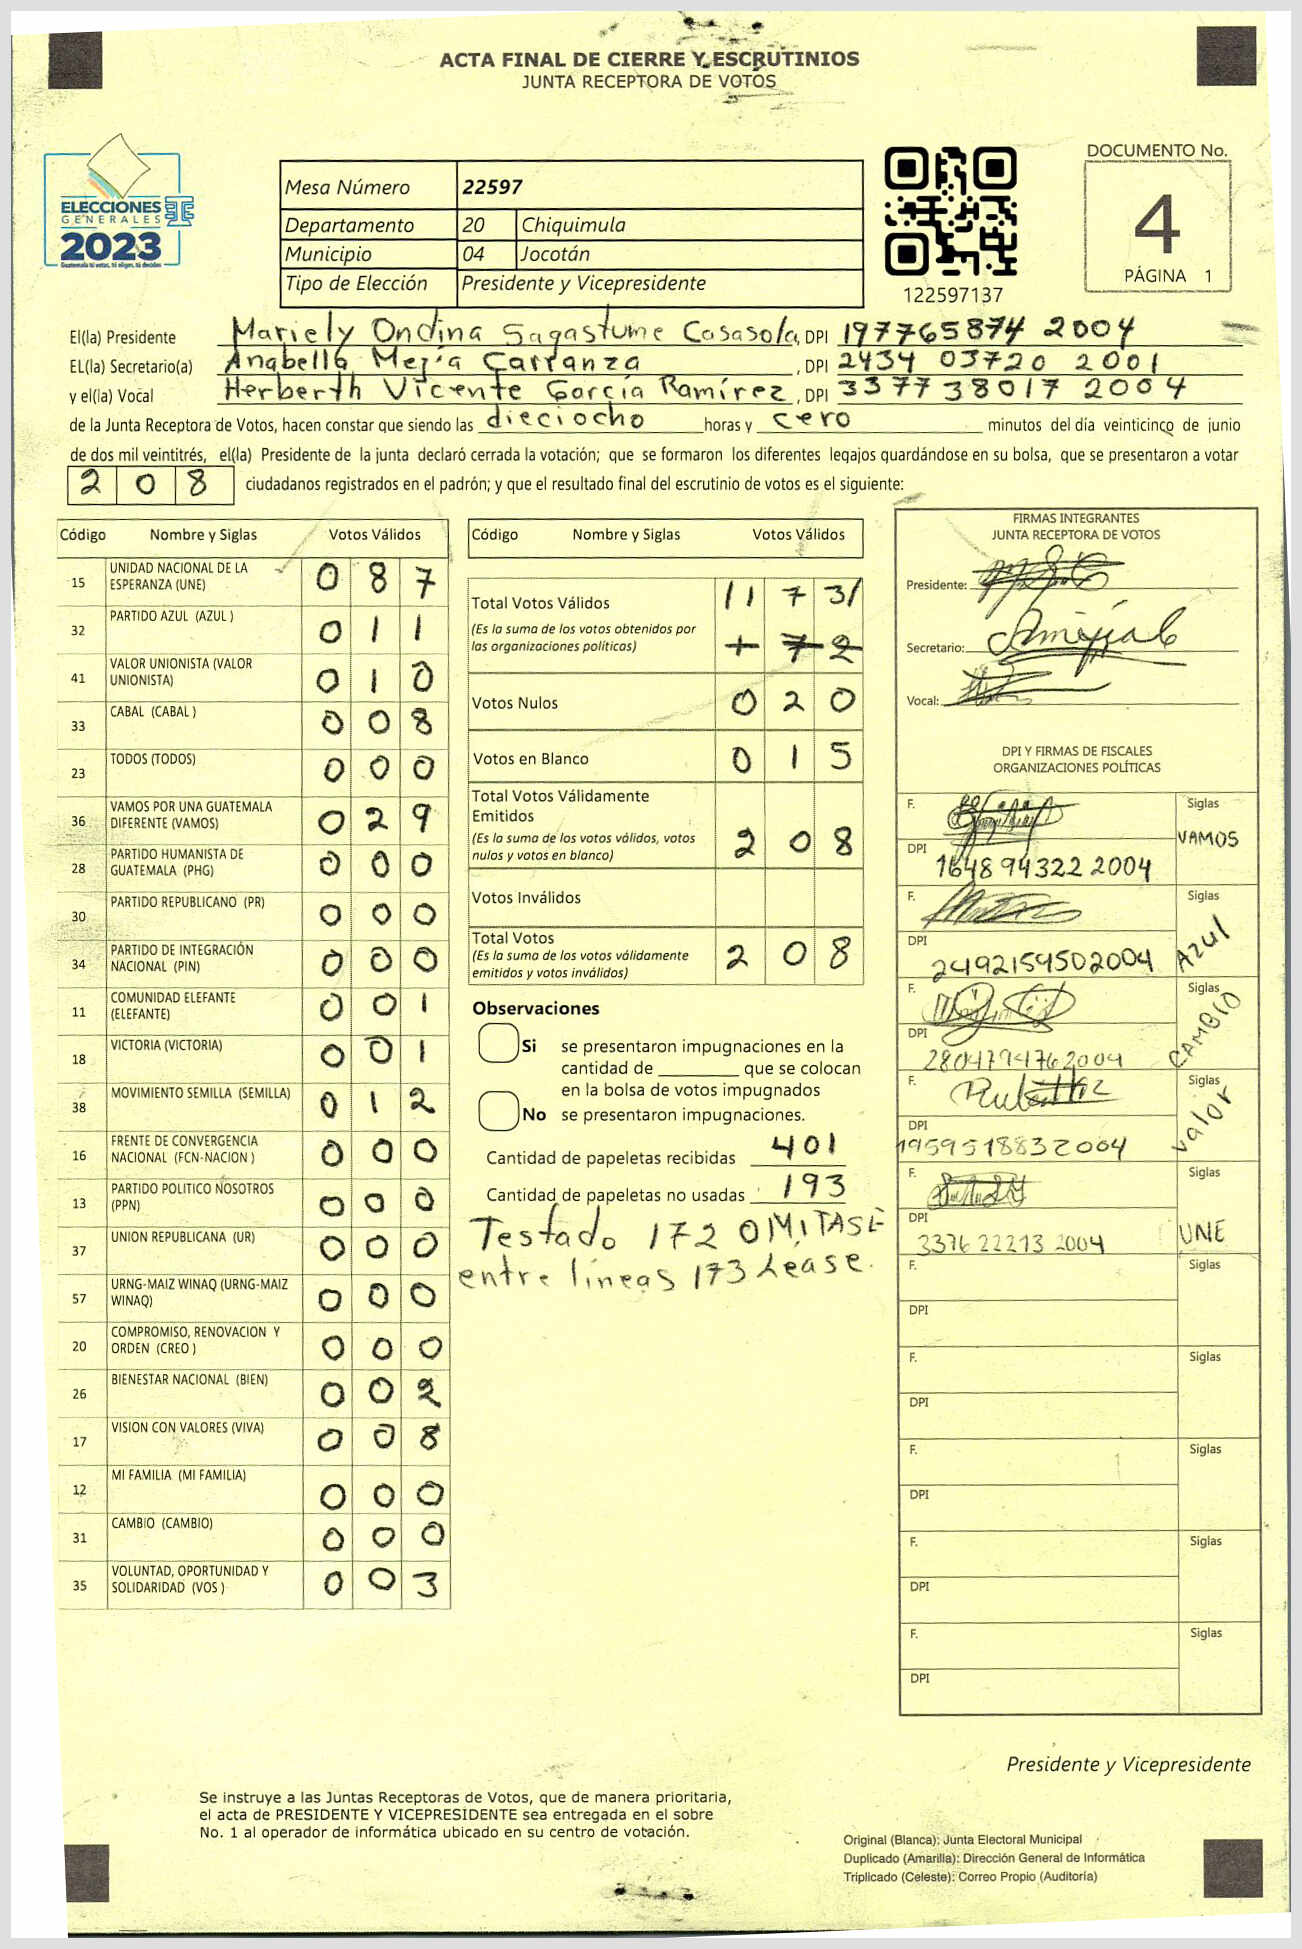 ACTA FINAL DE CIERRE Y ESCRUTINIOS
JUNTA RECEPTORA DE VOTOS
ELECCIONES
GENERALES
2023
Guatemala tú votas, tú eliges, tú decides
Mesa Número 22597
Departamento 20 Chiquimula
Municipio 04 Jocotán
Tipo de Elección Presidente y Vicepresidente
122597137
DOCUMENTO No.
4
PÁGINA 1
El(la) Presidente Mariely Ondina Sagastume Casasola, DPI 197765874 2004
EL(la) Secretario(a) Anabella Mejía Carranza, DPI 2434 03720 2001
y el(la) Vocal Herberth Vicente García Ramírez, DPI 3377 38017 2004
de la Junta Receptora de Votos, hacen constar que siendo las dieciocho horas y cero minutos del día veinticinco de junio
de dos mil veintitrés, el(la) Presidente de la junta declaró cerrada la votación; que se formaron los diferentes legajos guardándose en su bolsa, que se presentaron a votar
208 ciudadanos registrados en el padrón; y que el resultado final del escrutinio de votos es el siguiente:
Código Nombre y Siglas Votos Válidos
15 UNIDAD NACIONAL DE LA ESPERANZA (UNE) 0 8 7
32 PARTIDO AZUL (AZUL ) 0 1 1
41 VALOR UNIONISTA (VALOR UNIONISTA) 0 1 0
33 CABAL (CABAL ) 0 0 8
23 TODOS (TODOS) 0 0 0
36 VAMOS POR UNA GUATEMALA DIFERENTE (VAMOS) 0 2 9
28 PARTIDO HUMANISTA DE GUATEMALA (PHG) 0 0 0
30 PARTIDO REPUBLICANO (PR) 0 0 0
34 PARTIDO DE INTEGRACIÓN NACIONAL (PIN) 0 0 0
11 COMUNIDAD ELEFANTE (ELEFANTE) 0 0 1
18 VICTORIA (VICTORIA) 0 0 1
38 MOVIMIENTO SEMILLA (SEMILLA) 0 1 2
16 FRENTE DE CONVERGENCIA NACIONAL (FCN-NACION ) 0 0 0
13 PARTIDO POLITICO NOSOTROS (PPN) 0 0 0
37 UNION REPUBLICANA (UR) 0 0 0
57 URNG-MAIZ WINAQ (URNG-MAIZ WINAQ) 0 0 0
20 COMPROMISO, RENOVACION Y ORDEN (CREO ) 0 0 0
26 BIENESTAR NACIONAL (BIEN) 0 0 2
17 VISION CON VALORES (VIVA) 0 0 8
12 MI FAMILIA (MI FAMILIA) 0 0 0
31 CAMBIO (CAMBIO) 0 0 0
35 VOLUNTAD, OPORTUNIDAD Y SOLIDARIDAD (VOS ) 0 0 3
Código Nombre y Siglas Votos Válidos
Total Votos Válidos /1 7 3/
(Es la suma de los votos obtenidos por las organizaciones políticas) 1 7 2
Votos Nulos 0 2 0
Votos en Blanco 0 1 5
Total Votos Válidamente Emitidos
(Es la suma de los votos válidos, votos nulos y votos en blanco) 2 0 8
Votos Inválidos
Total Votos
(Es la suma de los votos válidamente emitidos y votos inválidos) 2 0 8
Observaciones
Si se presentaron impugnaciones en la
cantidad de ________ que se colocan
en la bolsa de votos impugnados
No se presentaron impugnaciones.
Cantidad de papeletas recibidas 401
Cantidad de papeletas no usadas 193
Testado 172 OMITASE
entre líneas 173 Léase.
FIRMAS INTEGRANTES
JUNTA RECEPTORA DE VOTOS
Presidente:
Secretario:
Vocal:
DPI Y FIRMAS DE FISCALES
ORGANIZACIONES POLÍTICAS
F. Siglas
VAMOS
DPI 1648 94322 2004
F. Siglas
Azul
DPI 2492159502004
F. Siglas
CAMBIO
DPI 2804794762004
F. Siglas
Valor
DPI 1959518832004
F. Siglas
UNE
DPI 3376 22213 2004
F. Siglas
DPI
F. Siglas
DPI
F. Siglas
DPI
F. Siglas
DPI
F. Siglas
DPI
Presidente y Vicepresidente
Se instruye a las Juntas Receptoras de Votos, que de manera prioritaria,
el acta de PRESIDENTE Y VICEPRESIDENTE sea entregada en el sobre
No. 1 al operador de informática ubicado en su centro de votación.
Original (Blanca): Junta Electoral Municipal
Duplicado (Amarilla): Dirección General de Informática
Triplicado (Celeste): Correo Propio (Auditoría)